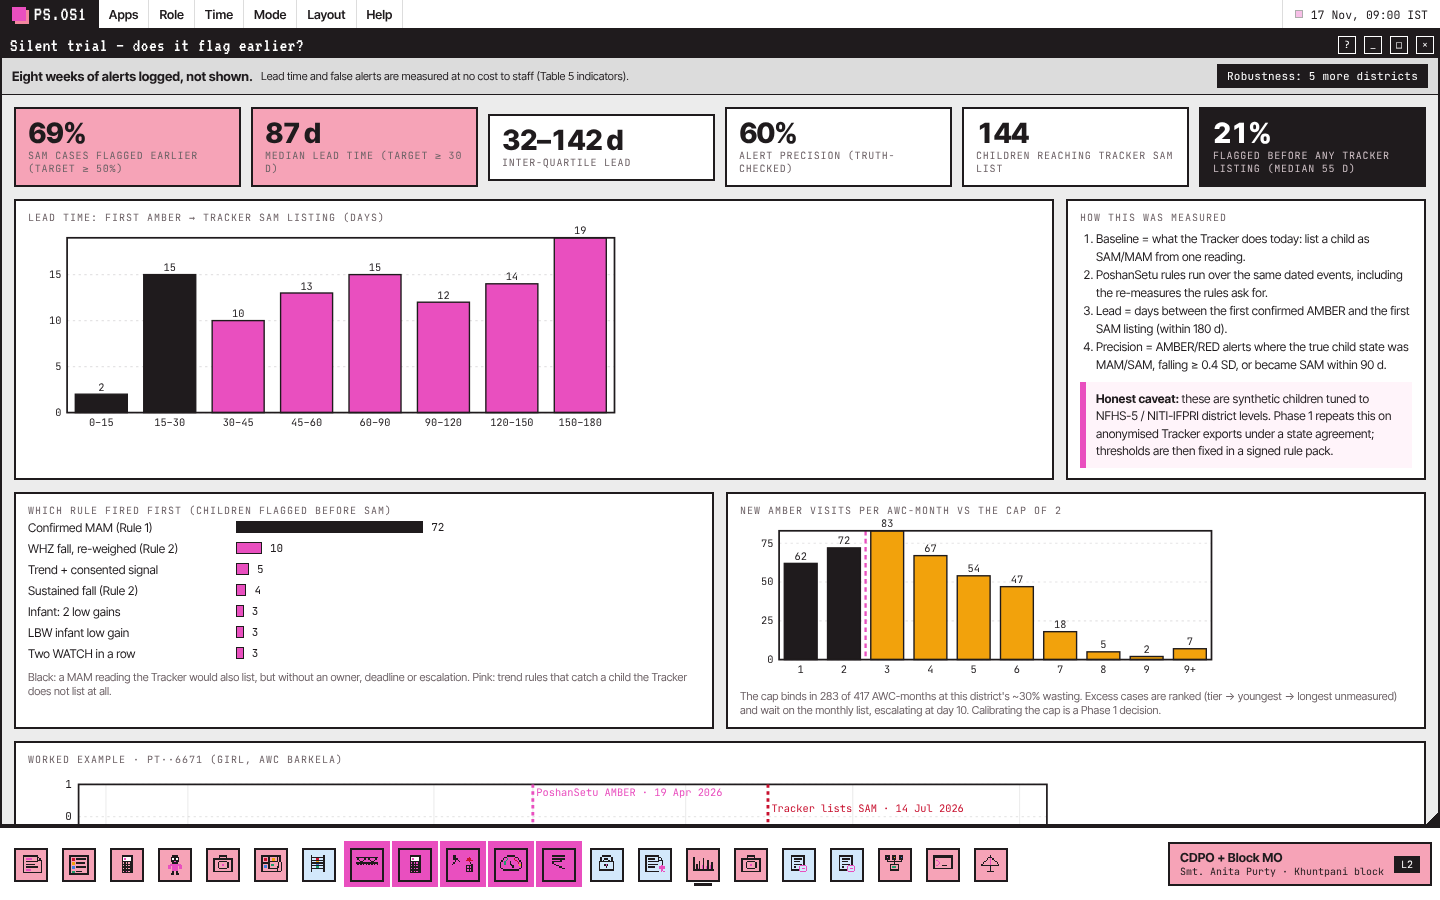 PS.OS1
Apps
Role
Time
Mode
Layout
Help
17 Nov, 09:00 IST
Silent trial – does it flag earlier?
Eight weeks of alerts logged, not shown. Lead time and false alerts are measured at no cost to staff (Table 5 indicators).
Robustness: 5 more districts
69%
SAM CASES FLAGGED EARLIER
(TARGET ≥ 50%)
87 d
MEDIAN LEAD TIME (TARGET ≥ 30
D)
32–142 d
INTER-QUARTILE LEAD
60%
ALERT PRECISION (TRUTH-
CHECKED)
144
CHILDREN REACHING TRACKER SAM
LIST
21%
FLAGGED BEFORE ANY TRACKER
LISTING (MEDIAN 55 D)
LEAD TIME: FIRST AMBER → TRACKER SAM LISTING (DAYS)
15
10
5
0
2
15
10
13
15
12
14
19
0–15
15–30
30–45
45–60
60–90
90–120
120–150
150–180
HOW THIS WAS MEASURED
1. Baseline = what the Tracker does today: list a child as
SAM/MAM from one reading.
2. PoshanSetu rules run over the same dated events, including
the re-measures the rules ask for.
3. Lead = days between the first confirmed AMBER and the first
SAM listing (within 180 d).
4. Precision = AMBER/RED alerts where the true child state was
MAM/SAM, falling ≥ 0.4 SD, or became SAM within 90 d.
Honest caveat: these are synthetic children tuned to
NFHS-5 / NITI-IFPRI district levels. Phase 1 repeats this on
anonymised Tracker exports under a state agreement;
thresholds are then fixed in a signed rule pack.
WHICH RULE FIRED FIRST (CHILDREN FLAGGED BEFORE SAM)
Confirmed MAM (Rule 1) 72
WHZ fall, re-weighed (Rule 2) 10
Trend + consented signal 5
Sustained fall (Rule 2) 4
Infant: 2 low gains 3
LBW infant low gain 3
Two WATCH in a row 3
Black: a MAM reading the Tracker would also list, but without an owner, deadline or escalation. Pink: trend rules that catch a child the Tracker
does not list at all.
NEW AMBER VISITS PER AWC-MONTH VS THE CAP OF 2
75
50
25
0
62
72
83
67
54
47
18
5
2
7
1
2
3
4
5
6
7
8
9
9+
The cap binds in 283 of 417 AWC-months at this district's ~30% wasting. Excess cases are ranked (tier → youngest → longest unmeasured)
and wait on the monthly list, escalating at day 10. Calibrating the cap is a Phase 1 decision.
WORKED EXAMPLE · PT··6671 (GIRL, AWC BARKELA)
1
0
PoshanSetu AMBER · 19 Apr 2026
Tracker lists SAM · 14 Jul 2026
CDPO + Block MO
Smt. Anita Purty · Khuntpani block
L2